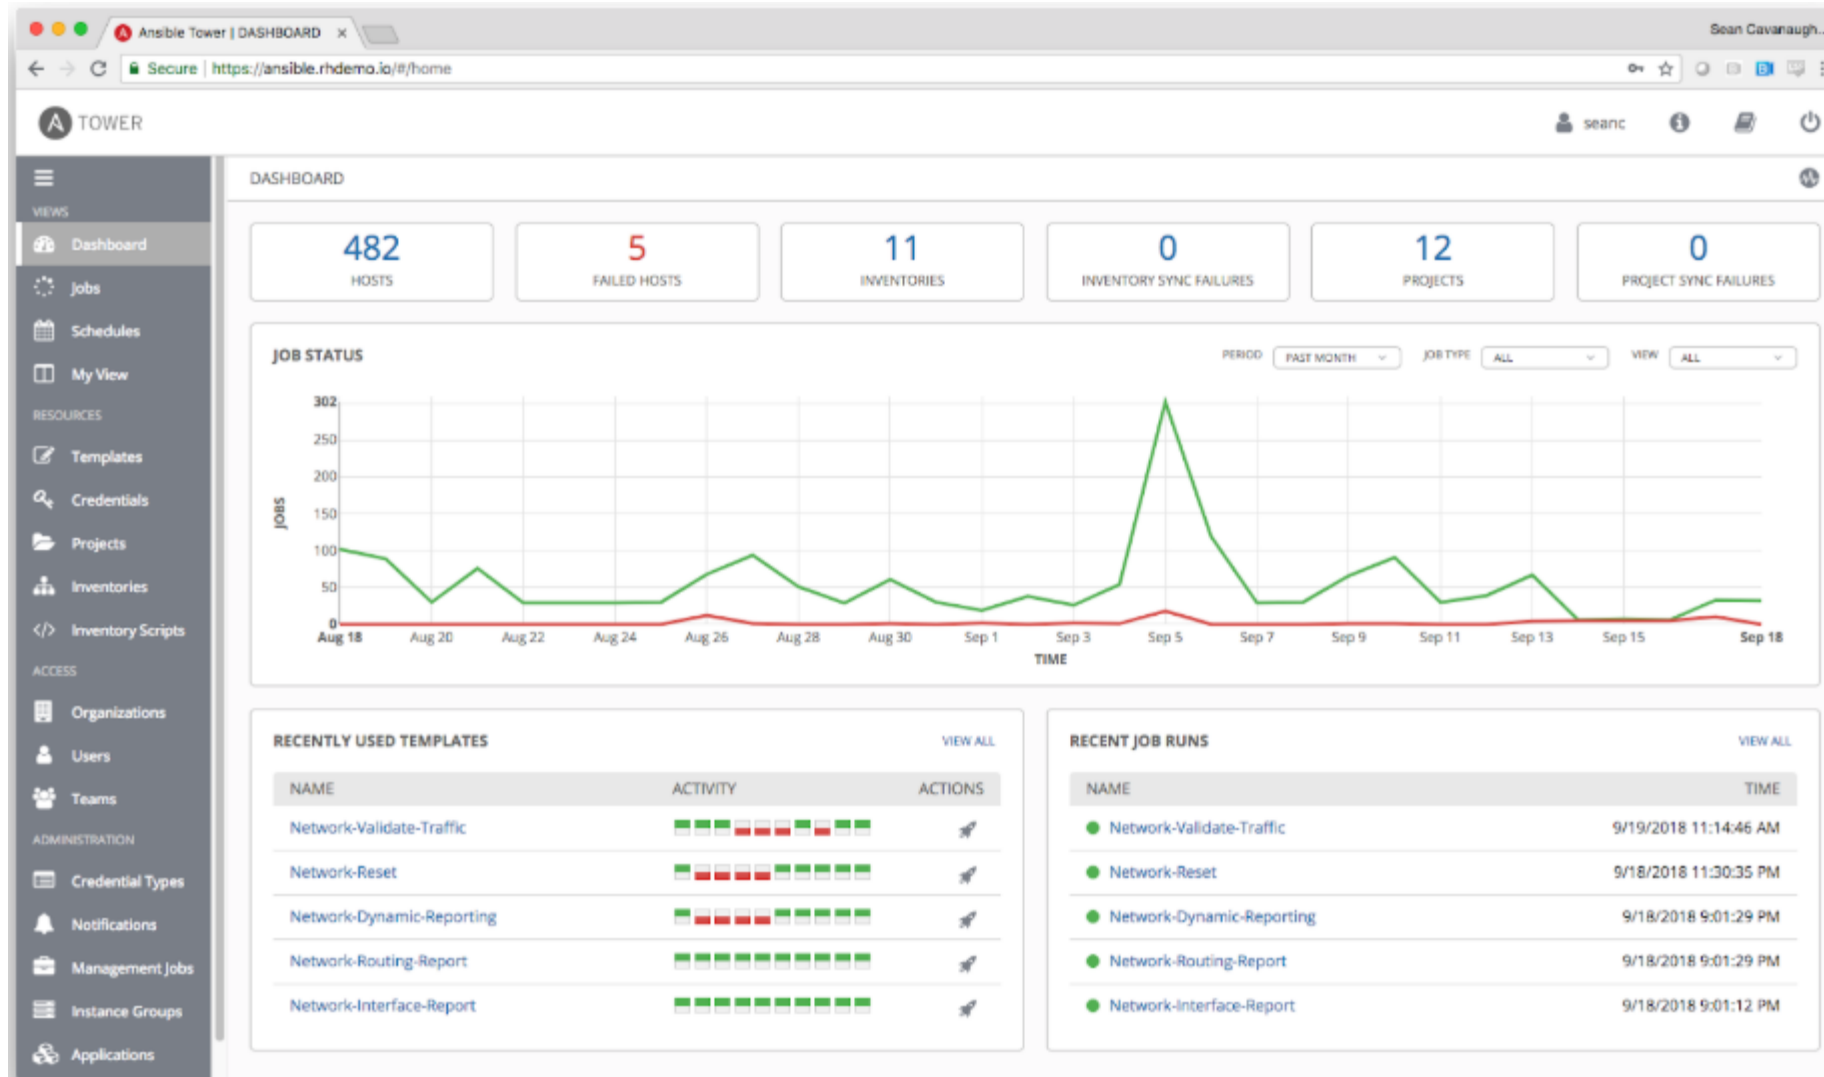 Ansible Tower | DASHBOARD
Sean Cavanaugh..
Secure | https://ansible.rhdemo.io/#/home
A TOWER
seanc
VIEWS
Dashboard
Jobs
Schedules
My View
RESOURCES
Templates
Credentials
Projects
Inventories
Inventory Scripts
ACCESS
Organizations
Users
Teams
ADMINISTRATION
Credential Types
Notifications
Management Jobs
Instance Groups
Applications
DASHBOARD
482
HOSTS
5
FAILED HOSTS
11
INVENTORIES
0
INVENTORY SYNC FAILURES
12
PROJECTS
0
PROJECT SYNC FAILURES
JOB STATUS
PERIOD PAST MONTH JOB TYPE ALL VIEW ALL
302
250
200
150
100
50
0
JOBS
Aug 18 Aug 20 Aug 22 Aug 24 Aug 26 Aug 28 Aug 30 Sep 1 Sep 3 Sep 5 Sep 7 Sep 9 Sep 11 Sep 13 Sep 15 Sep 18
TIME
RECENTLY USED TEMPLATES VIEW ALL
NAME ACTIVITY ACTIONS
Network-Validate-Traffic
Network-Reset
Network-Dynamic-Reporting
Network-Routing-Report
Network-Interface-Report
RECENT JOB RUNS VIEW ALL
NAME TIME
Network-Validate-Traffic 9/19/2018 11:14:46 AM
Network-Reset 9/18/2018 11:30:35 PM
Network-Dynamic-Reporting 9/18/2018 9:01:29 PM
Network-Routing-Report 9/18/2018 9:01:29 PM
Network-Interface-Report 9/18/2018 9:01:12 PM